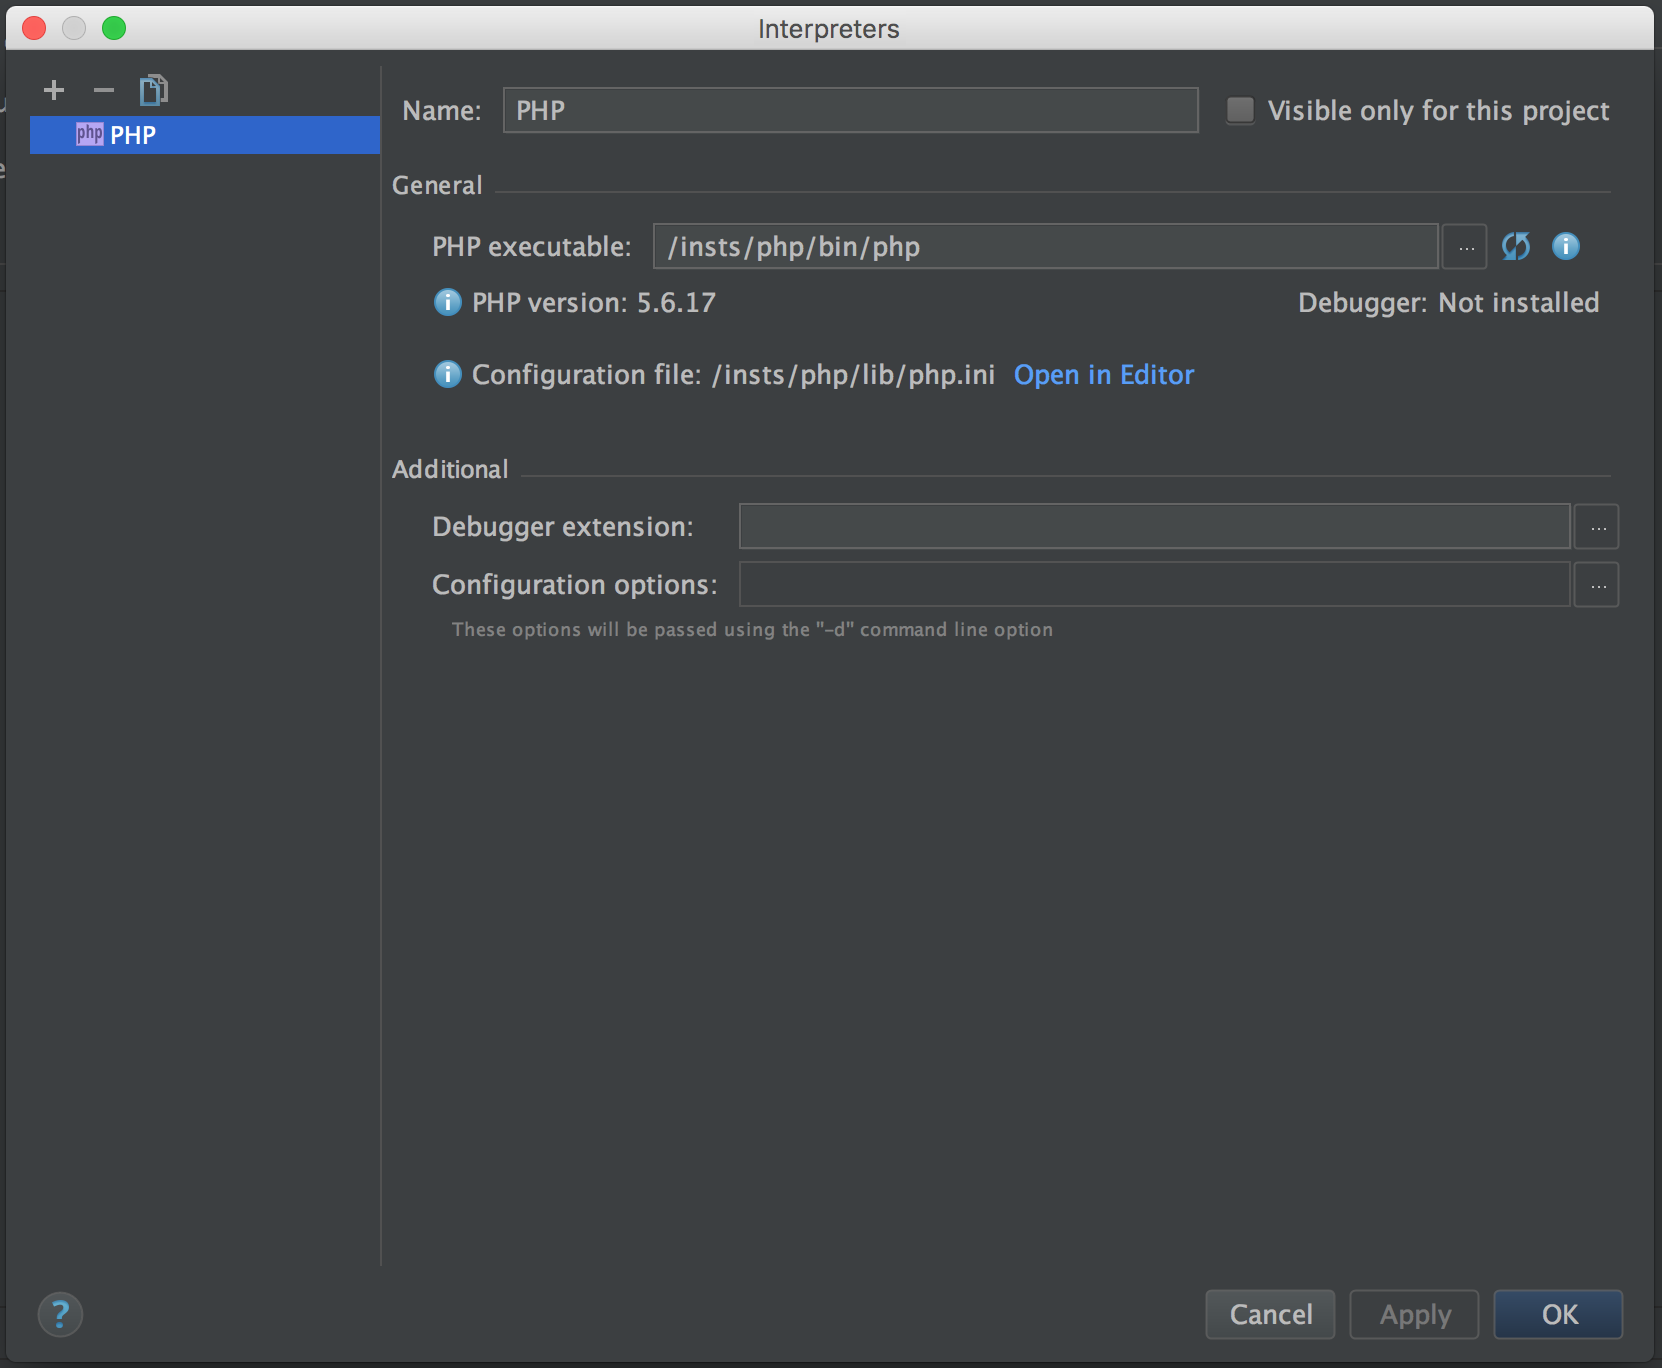 Interpreters
php PHP
Name: PHP Visible only for this project
General
PHP executable: /insts/php/bin/php ...
PHP version: 5.6.17 Debugger: Not installed
Configuration file: /insts/php/lib/php.ini Open in Editor
Additional
Debugger extension: ...
Configuration options: ...
These options will be passed using the "-d" command line option
? Cancel Apply OK